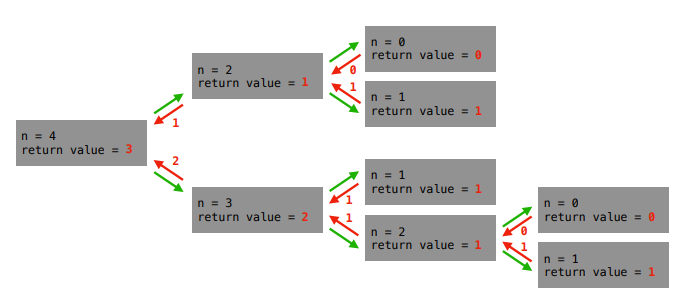 n = 4
return value = 3
1
2
n = 2
return value = 1
0
1
n = 3
return value = 2
1
1
n = 0
return value = 0
n = 1
return value = 1
n = 1
return value = 1
n = 2
return value = 1
0
1
n = 0
return value = 0
n = 1
return value = 1